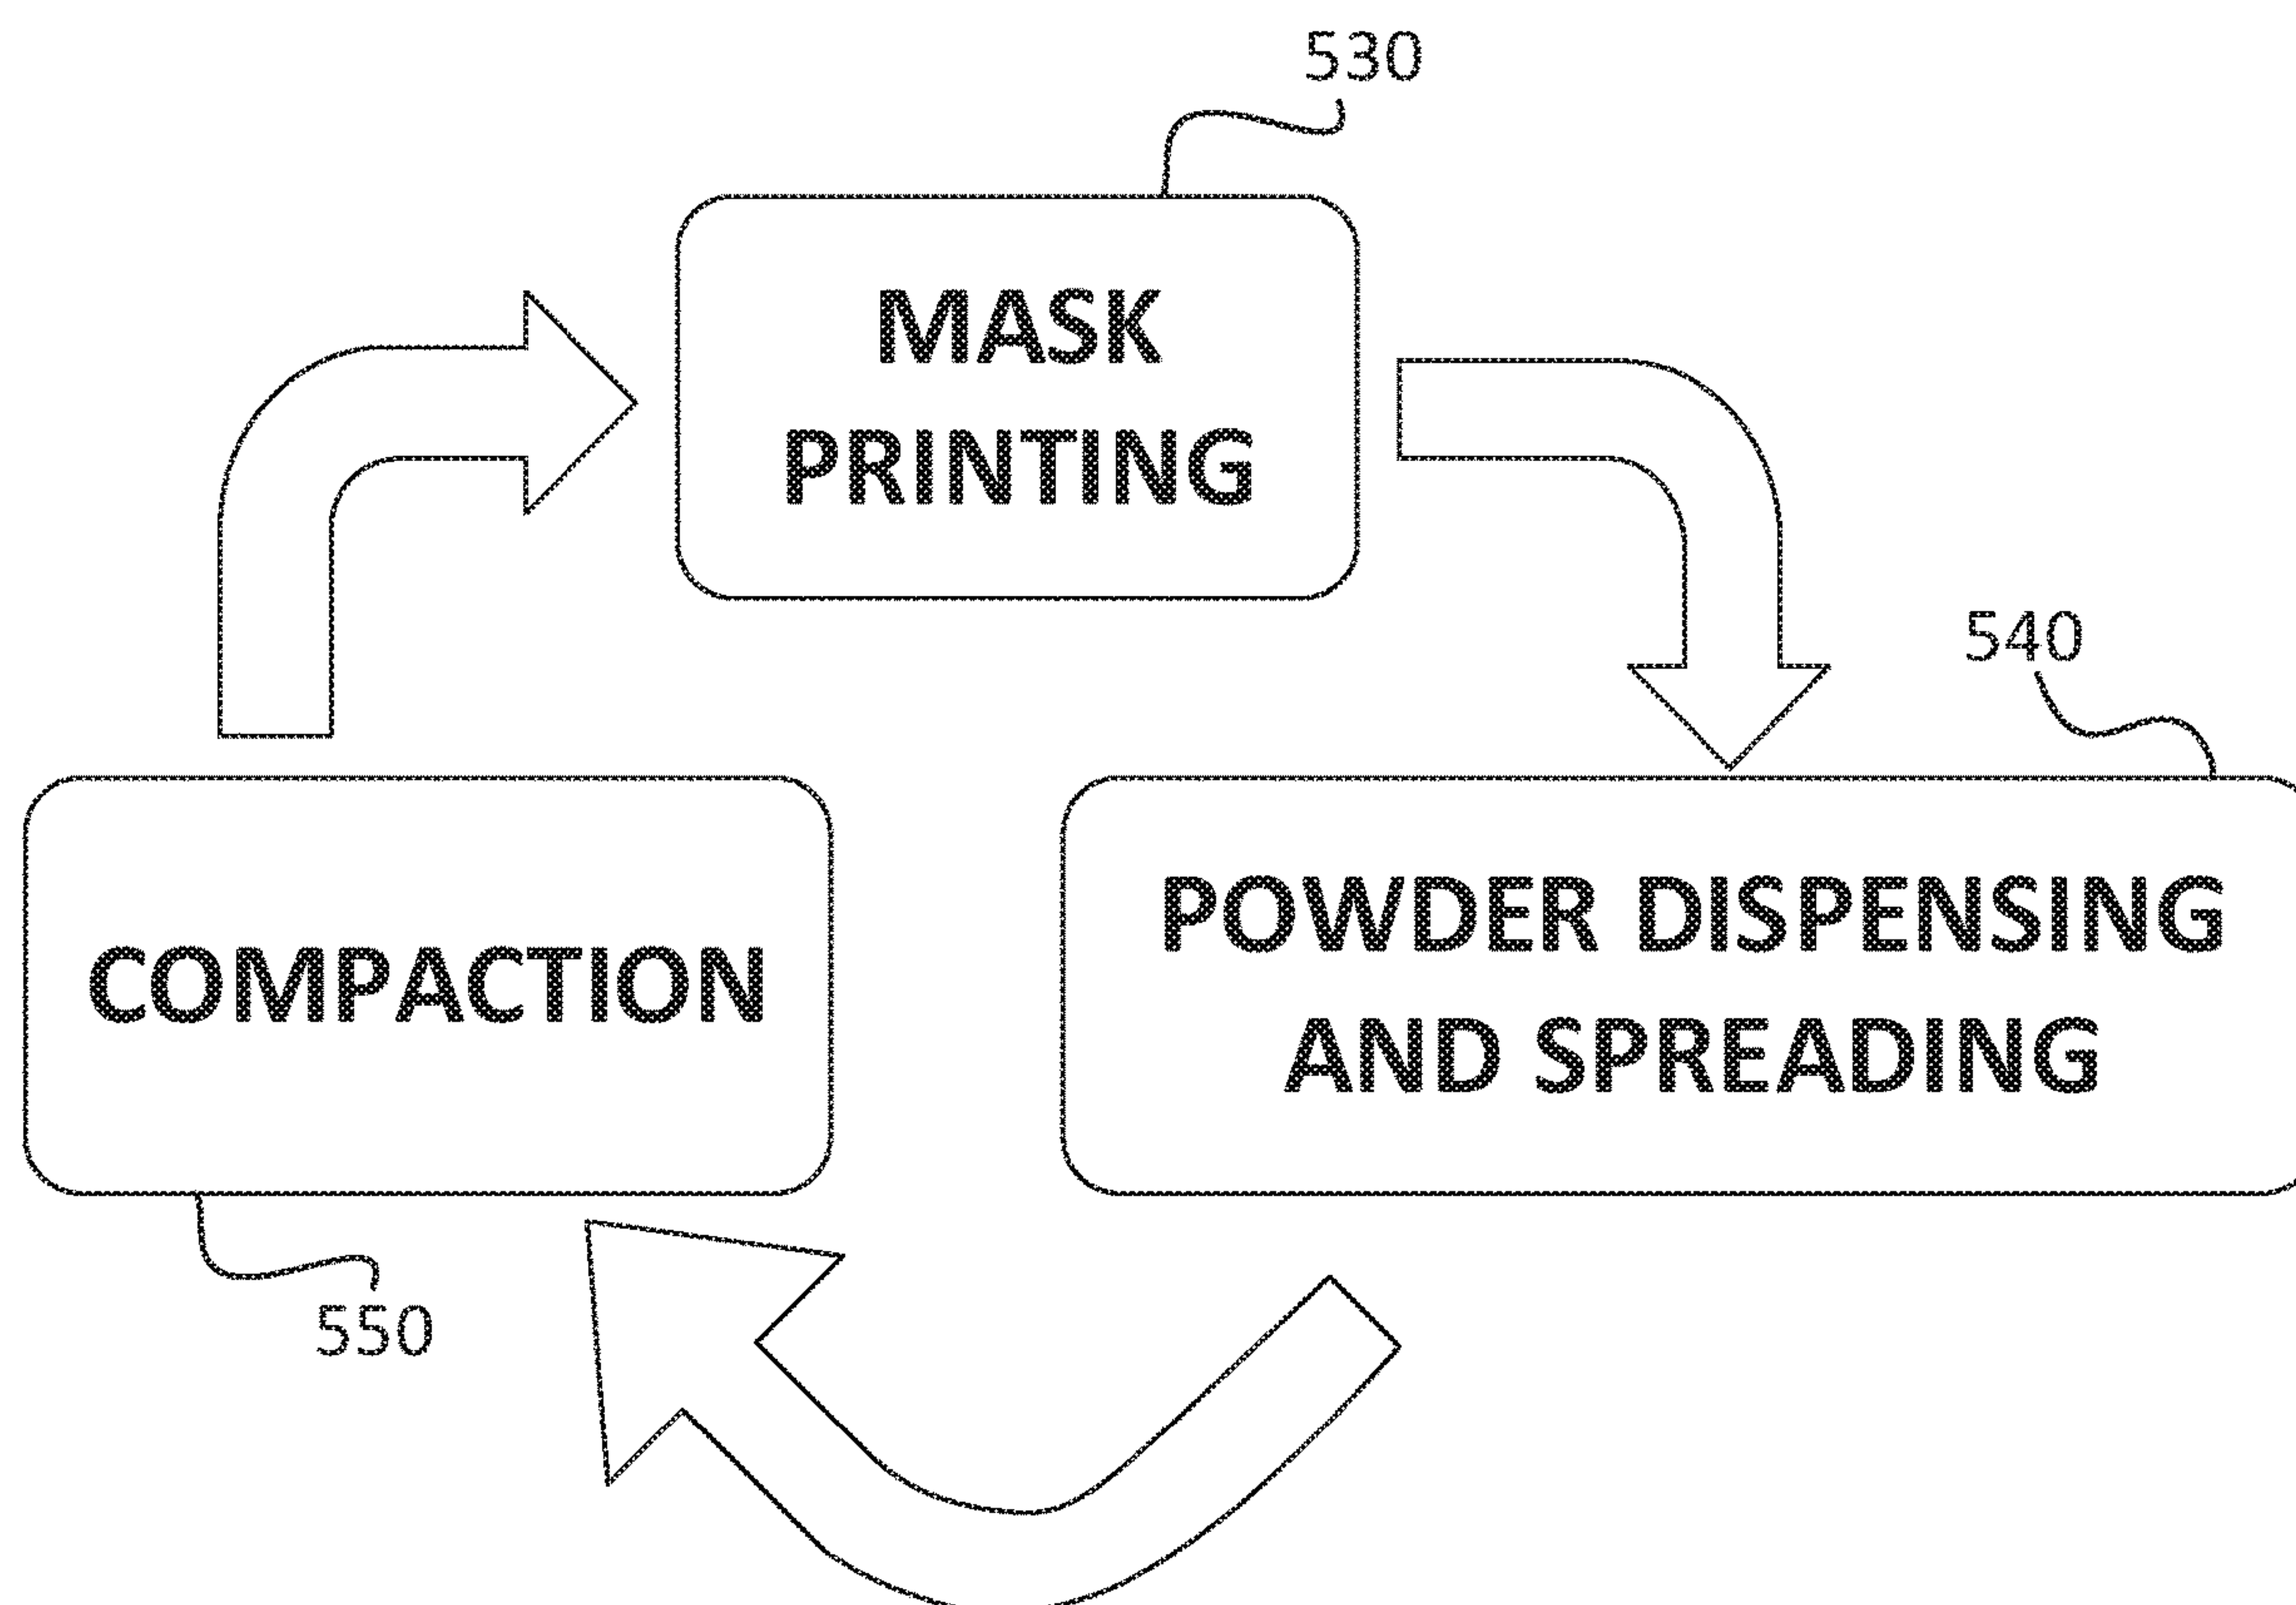 530
MASK
PRINTING
540
POWDER DISPENSING
AND SPREADING
COMPACTION
550